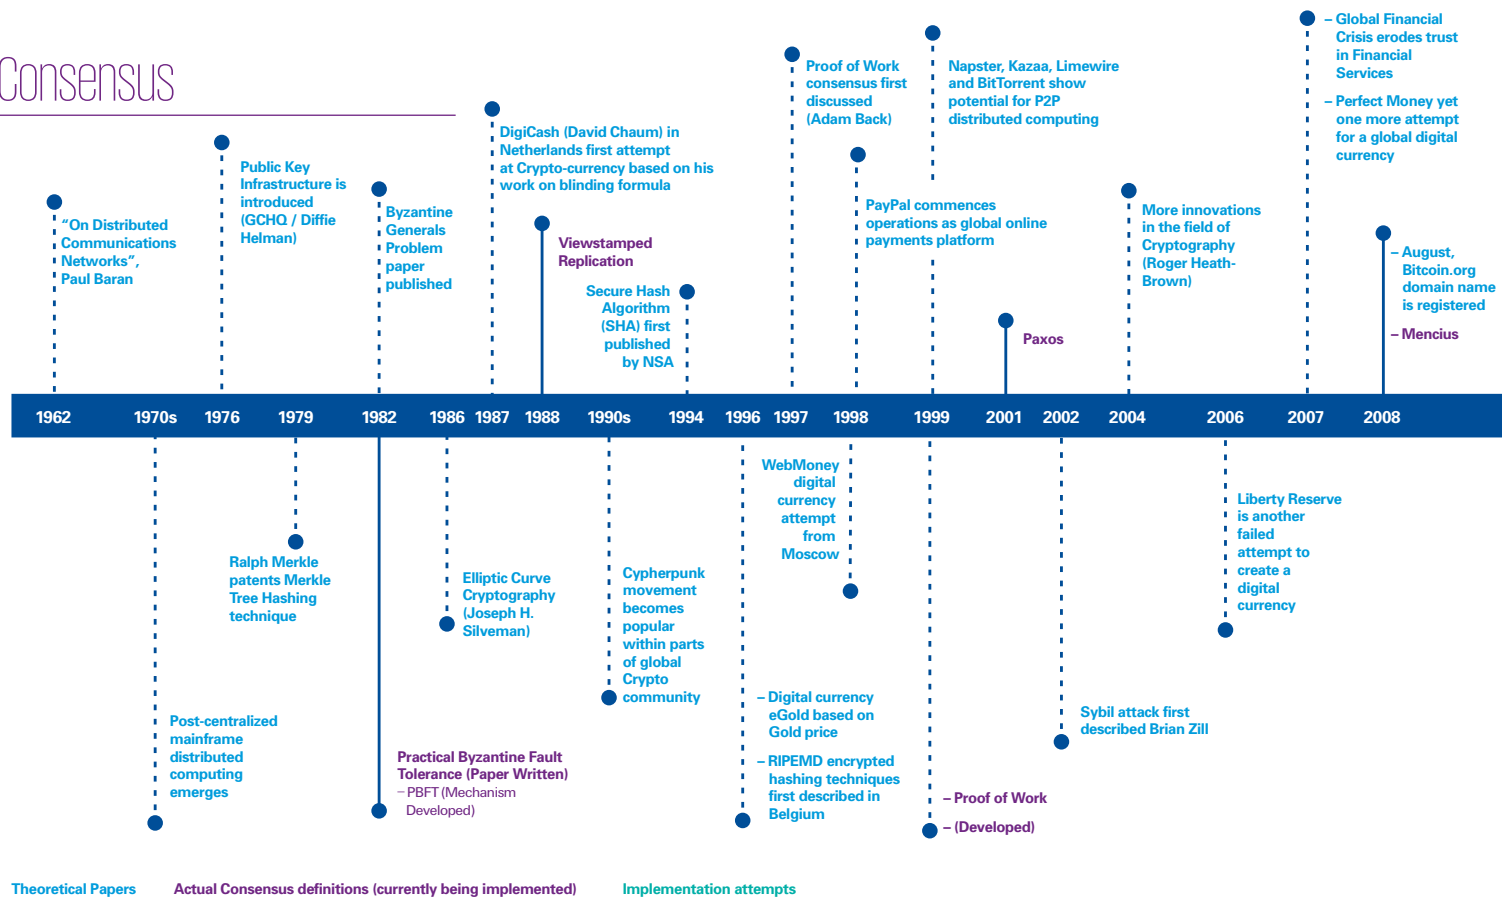 Consensus
“On Distributed
Communications
Networks”,
Paul Baran
Public Key
Infrastructure is
introduced
(GCHQ / Diffie
Helman)
Byzantine
Generals
Problem
paper
published
DigiCash (David Chaum) in
Netherlands first attempt
at Crypto-currency based on his
work on blinding formula
Viewstamped
Replication
Secure Hash
Algorithm
(SHA) first
published
by NSA
Proof of Work
consensus first
discussed
(Adam Back)
PayPal commences
operations as global online
payments platform
Napster, Kazaa, Limewire
and BitTorrent show
potential for P2P
distributed computing
Paxos
More innovations
in the field of
Cryptography
(Roger Heath-
Brown)
– Global Financial
Crisis erodes trust
in Financial
Services
– Perfect Money yet
one more attempt
for a global digital
currency
– August,
Bitcoin.org
domain name
is registered
– Mencius
1962 1970s 1976 1979 1982 1986 1987 1988 1990s 1994 1996 1997 1998 1999 2001 2002 2004 2006 2007 2008
Post-centralized
mainframe
distributed
computing
emerges
Ralph Merkle
patents Merkle
Tree Hashing
technique
Practical Byzantine Fault
Tolerance (Paper Written)
– PBFT (Mechanism
Developed)
Elliptic Curve
Cryptography
(Joseph H.
Silveman)
Cypherpunk
movement
becomes
popular
within parts
of global
Crypto
community
– Digital currency
eGold based on
Gold price
– RIPEMD encrypted
hashing techniques
first described in
Belgium
WebMoney
digital
currency
attempt
from
Moscow
– Proof of Work
– (Developed)
Sybil attack first
described Brian Zill
Liberty Reserve
is another
failed
attempt to
create a
digital
currency
Theoretical Papers Actual Consensus definitions (currently being implemented) Implementation attempts